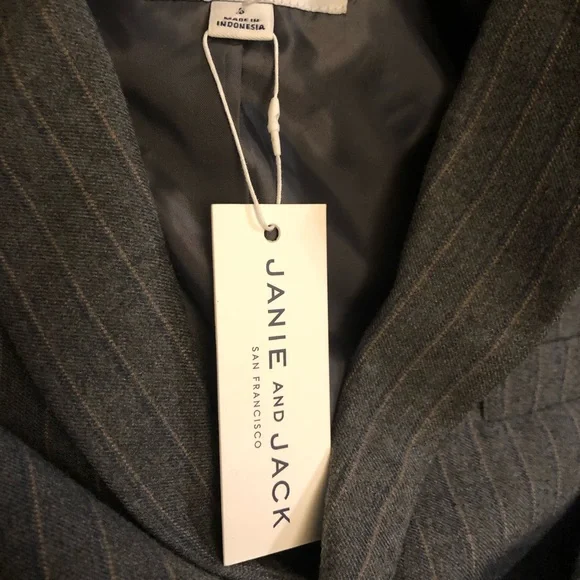 MADE IN
INDONESIA
JANIE AND JACK
SAN FRANCISCO